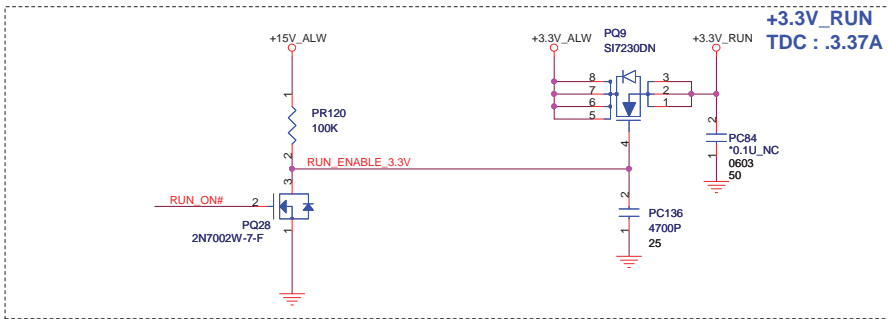 +3.3V_RUN
TDC : .3.37A
+15V_ALW
+3.3V_ALW
PQ9
SI7230DN
+3.3V_RUN
1
PR120
100K
2
8
7
6
5
3
2
1
4
2
PC84
*0.1U_NC
1
0603
50
RUN_ENABLE_3.3V
3
RUN_ON#
2
PQ28
2N7002W-7-F
1
2
PC136
4700P
1
25